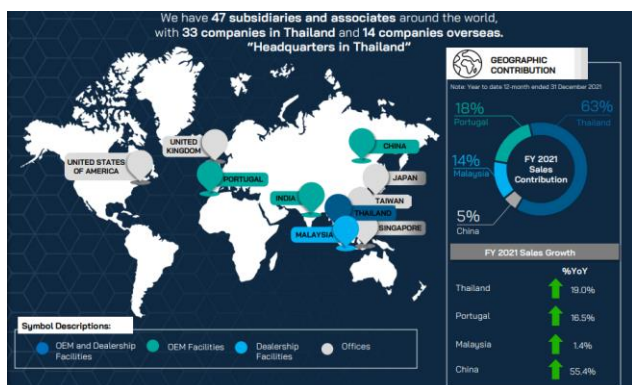 We have 47 subsidiaries and associates around the world,
with 33 companies in Thailand and 14 companies overseas.
"Headquarters in Thailand"
GEOGRAPHIC
CONTRIBUTION
Note: Year to date 12-month ended 31 December 2021
18%
Portugal
63%
Thailand
14%
Malaysia
FY 2021
Sales
Contribution
5%
China
FY 2021 Sales Growth
%YoY
Thailand 19.0%
Portugal 16.5%
Malaysia 1.4%
China 55.4%
UNITED STATES
OF AMERICA
UNITED
KINGDOM
PORTUGAL
CHINA
INDIA
JAPAN
TAIWAN
THAILAND
MALAYSIA
SINGAPORE
Symbol Descriptions:
OEM and Dealership
Facilities
OEM Facilities
Dealership
Facilities
Offices